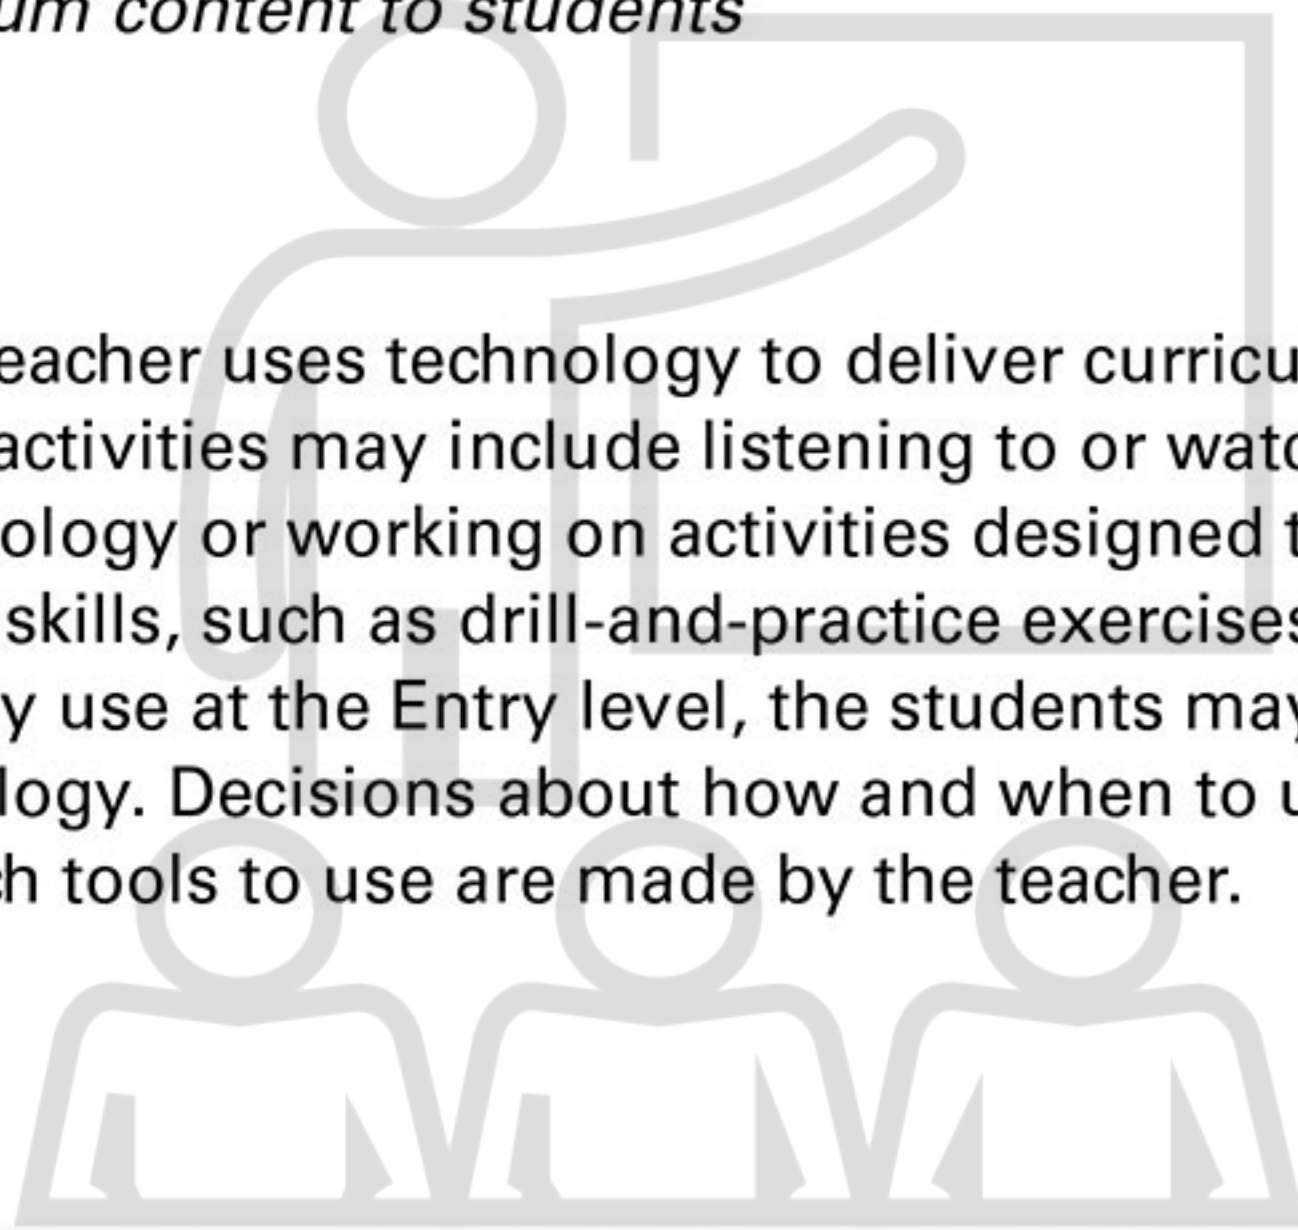 um content to students
eacher uses technology to deliver curricu
activities may include listening to or watc
ology or working on activities designed t
skills, such as drill-and-practice exercises
y use at the Entry level, the students may
logy. Decisions about how and when to u
ch tools to use are made by the teacher.